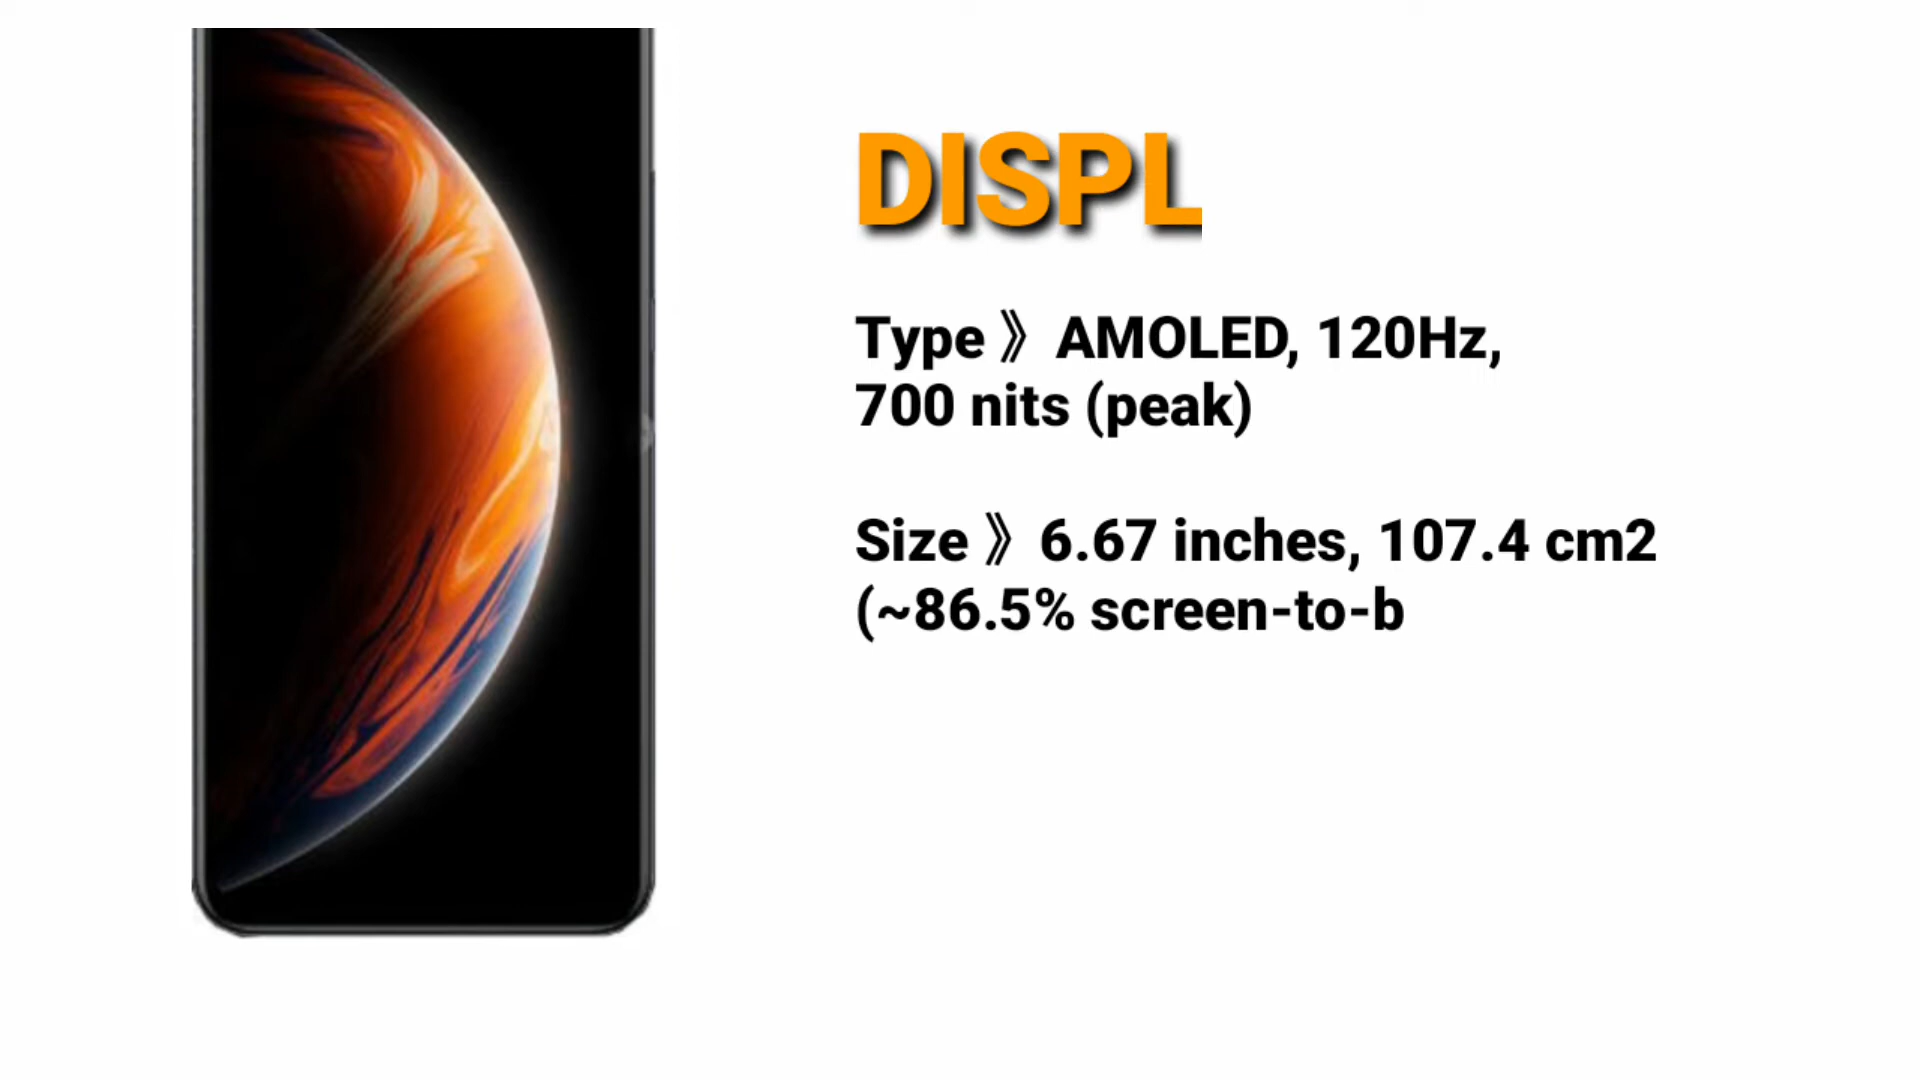 DISPL
Type 》 AMOLED, 120Hz,
700 nits (peak)
Size 》 6.67 inches, 107.4 cm2
(~86.5% screen-to-b